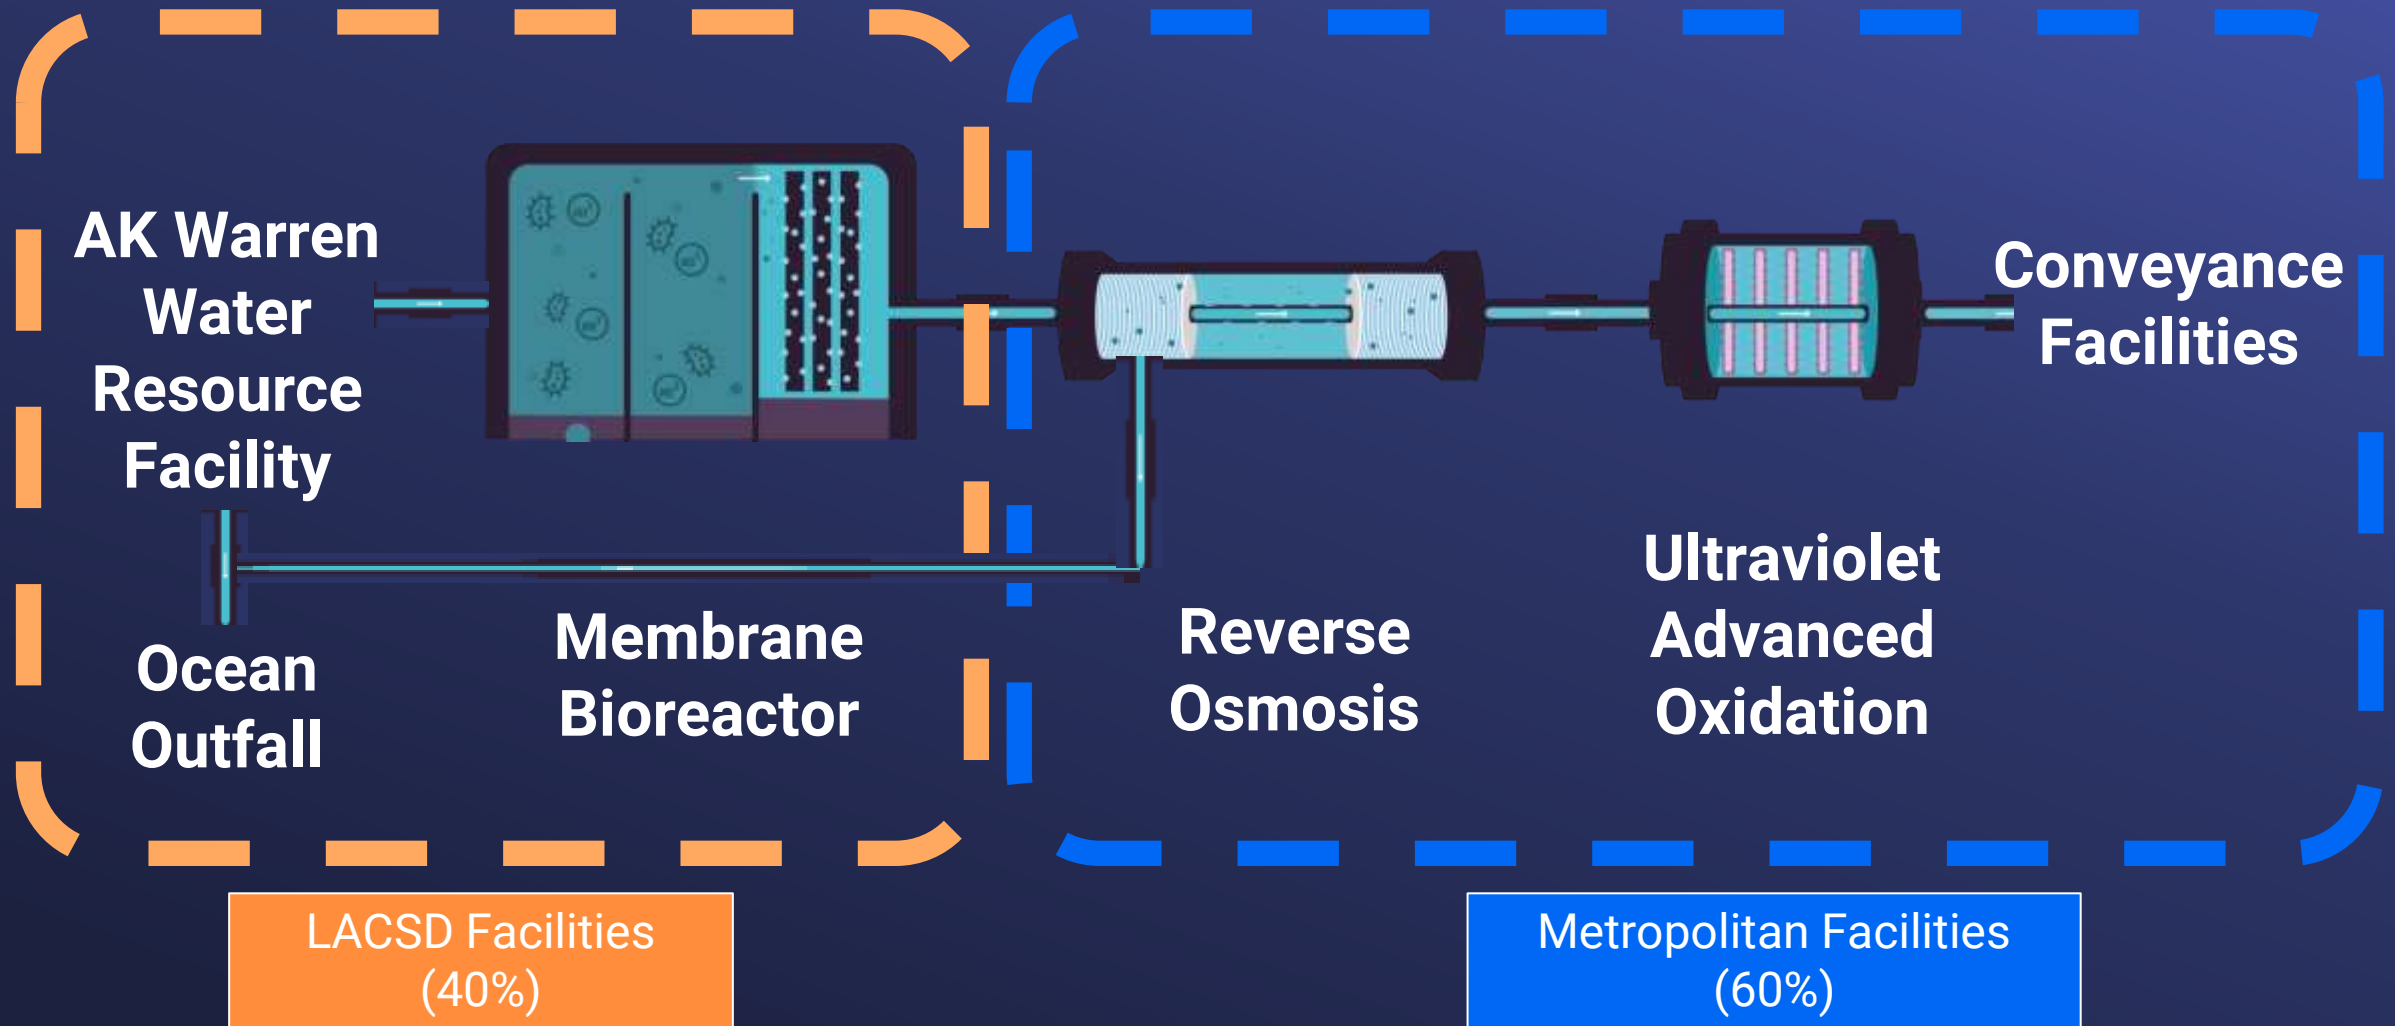 AK Warren
Water
Resource
Facility
Ocean
Outfall
Membrane
Bioreactor
Reverse
Osmosis
Ultraviolet
Advanced
Oxidation
Conveyance
Facilities
LACSD Facilities
(40%)
Metropolitan Facilities
(60%)